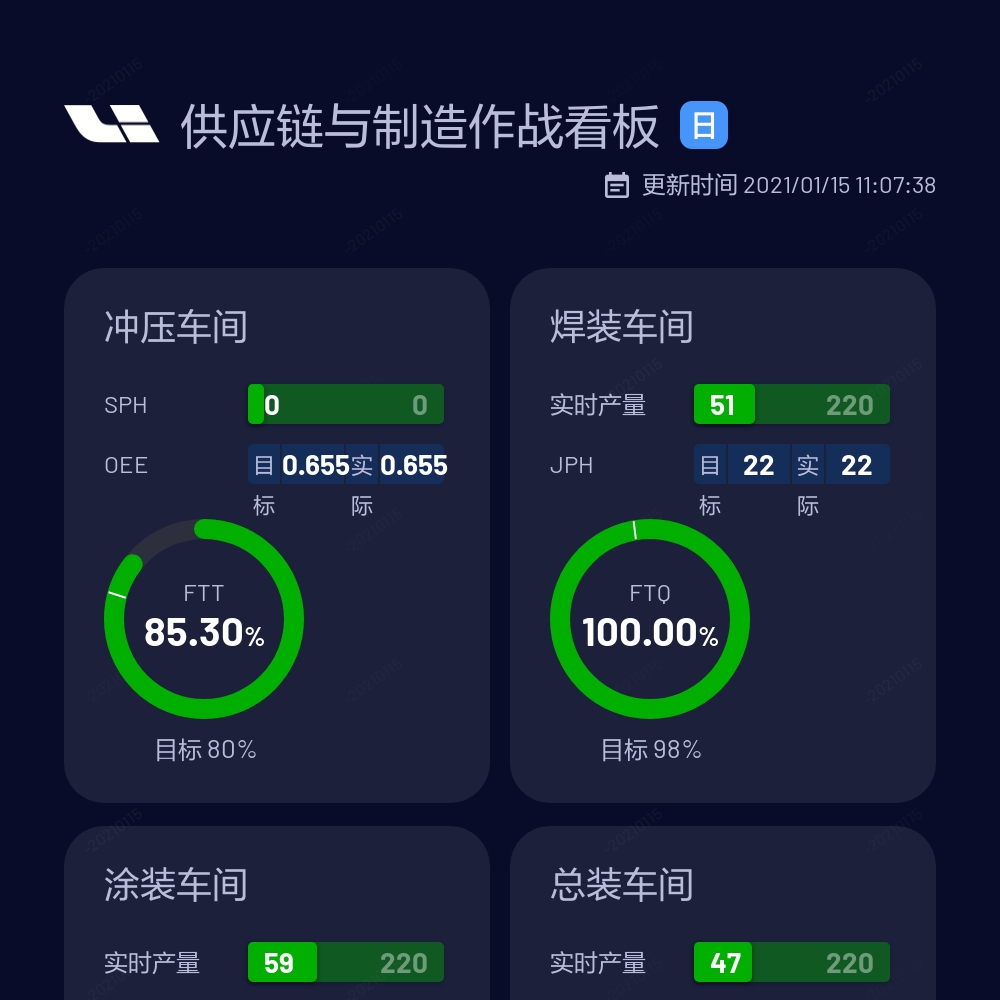 供应链与制造作战看板 日
更新时间 2021/01/15 11:07:38
冲压车间
SPH 0 0
OEE 目标 0.655 实际 0.655
FTT
85.30%
目标 80%
焊装车间
实时产量 51 220
JPH 目标 22 实际 22
FTQ
100.00%
目标 98%
涂装车间
实时产量 59 220
总装车间
实时产量 47 220
-20210115
-20210115
-20210115
-20210115